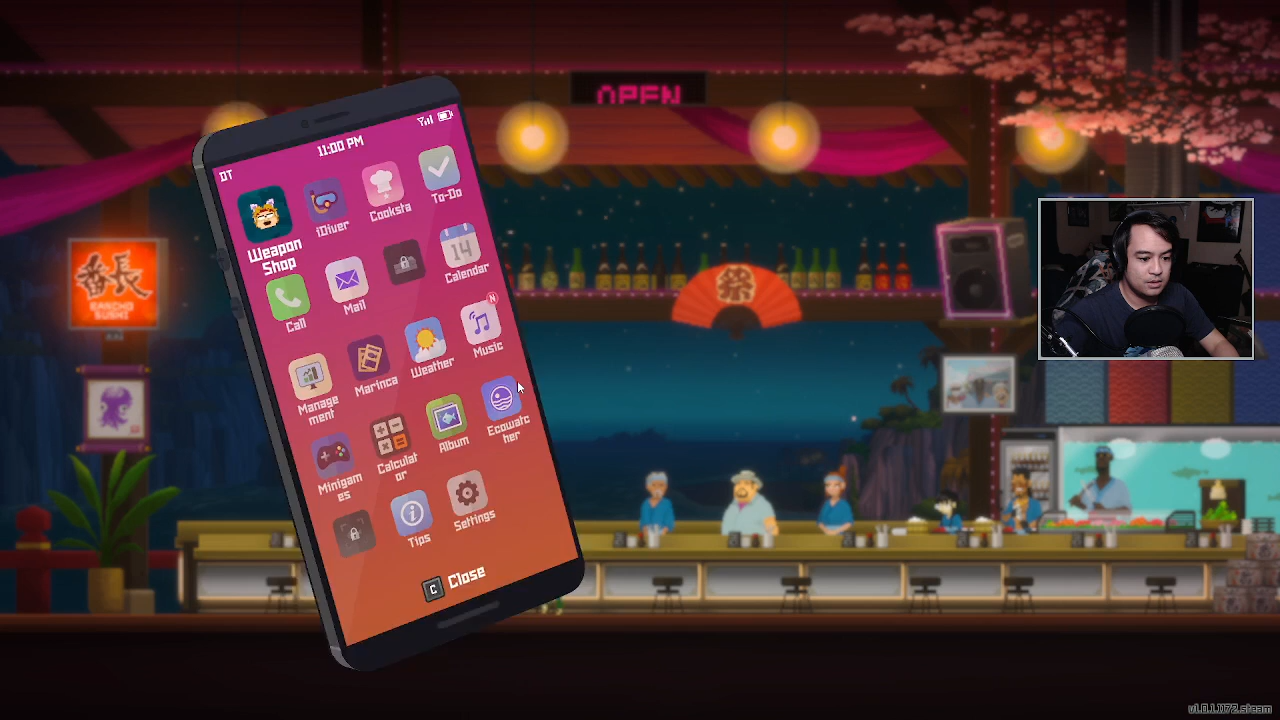 OPEN
11:00 PM
DT
Weapon
Shop
iDiver
Cooksta
To-Do
Call
Mail
14
Calendar
Manage
ment
Marinca
Weather
N
Music
Minigam
es
Calculat
or
Album
Ecowatc
her
Tips
Settings
C Close
番長
BANCHO
SUSHI
祭
v1.0.1.1172.steam